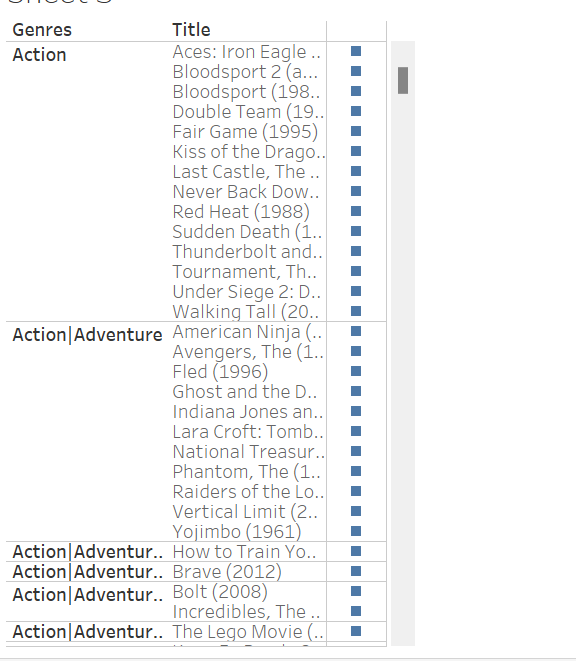 Genres Title
Action Aces: Iron Eagle ..
Bloodsport 2 (a...
Bloodsport (198..
Double Team (19..
Fair Game (1995)
Kiss of the Drago..
Last Castle, The ..
Never Back Dow..
Red Heat (1988)
Sudden Death (1..
Thunderbolt and..
Tournament, Th..
Under Siege 2: D..
Walking Tall (20..
Action|Adventure American Ninja (..
Avengers, The (1..
Fled (1996)
Ghost and the D..
Indiana Jones an..
Lara Croft: Tomb..
National Treasur..
Phantom, The (1..
Raiders of the Lo..
Vertical Limit (2..
Yojimbo (1961)
Action|Adventur.. How to Train Yo..
Action|Adventur.. Brave (2012)
Action|Adventur.. Bolt (2008)
Incredibles, The ..
Action|Adventur.. The Lego Movie (..